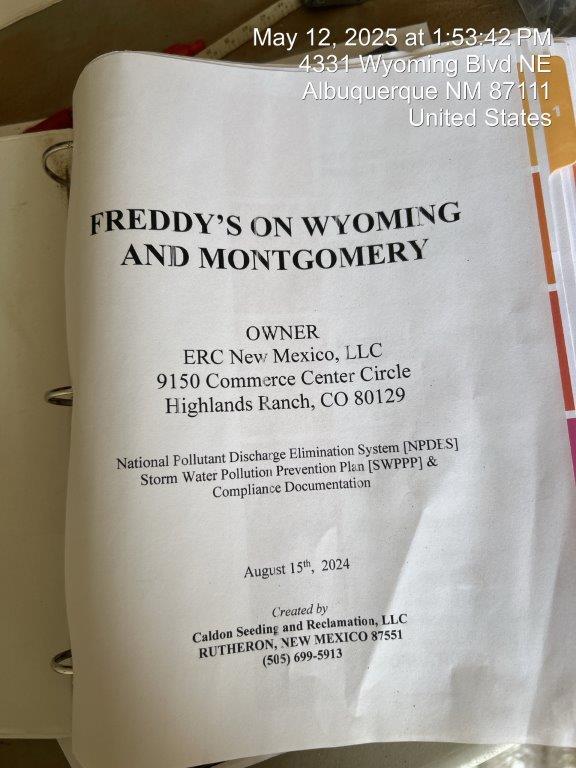 May 12, 2025 at 1:53:42 PM
4331 Wyoming Blvd NE
Albuquerque NM 87111
United States
1
FREDDY'S ON WYOMING
AND MONTGOMERY
OWNER
ERC New Mexico, LLC
9150 Commerce Center Circle
Highlands Ranch, CO 80129
National Pollutant Discharge Elimination System [NPDES]
Storm Water Pollution Prevention Plan [SWPPP] &
Compliance Documentation
August 15th, 2024
Created by
Caldon Seeding and Reclamation, LLC
RUTHERON, NEW MEXICO 87551
(505) 699-5913